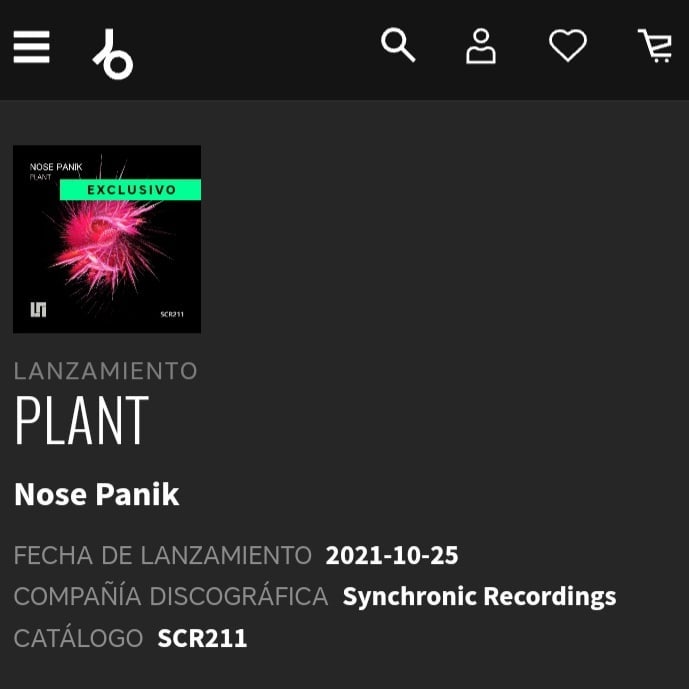 NOSE PANIK
PLANT
EXCLUSIVO
SCR211
LANZAMIENTO
PLANT
Nose Panik
FECHA DE LANZAMIENTO 2021-10-25
COMPAÑÍA DISCOGRÁFICA Synchronic Recordings
CATÁLOGO SCR211